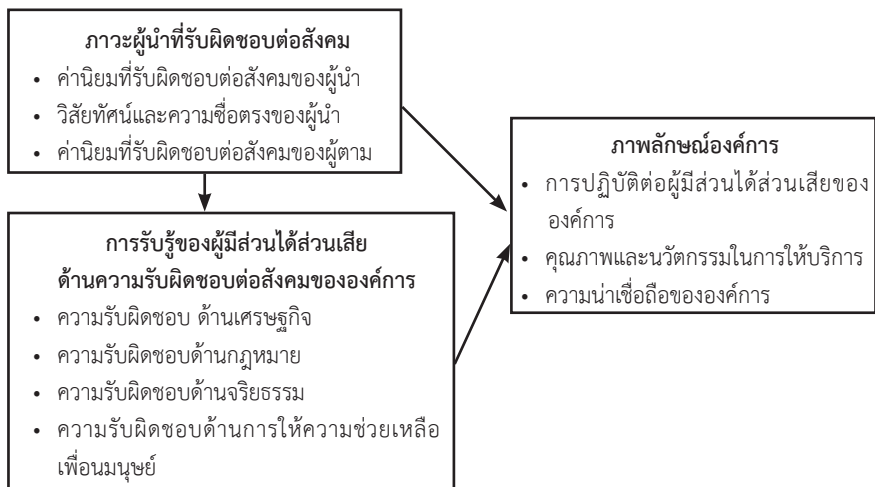 ภาวะผู้นำที่รับผิดชอบต่อสังคม
• ค่านิยมที่รับผิดชอบต่อสังคมของผู้นำ
• วิสัยทัศน์และความซื่อตรงของผู้นำ
• ค่านิยมที่รับผิดชอบต่อสังคมของผู้ตาม
การรับรู้ของผู้มีส่วนได้ส่วนเสีย
ด้านความรับผิดชอบต่อสังคมขององค์การ
• ความรับผิดชอบ ด้านเศรษฐกิจ
• ความรับผิดชอบด้านกฎหมาย
• ความรับผิดชอบด้านจริยธรรม
• ความรับผิดชอบด้านการให้ความช่วยเหลือ
เพื่อนมนุษย์
ภาพลักษณ์องค์การ
• การปฏิบัติต่อผู้มีส่วนได้ส่วนเสียของ
องค์การ
• คุณภาพและนวัตกรรมในการให้บริการ
• ความน่าเชื่อถือขององค์การ